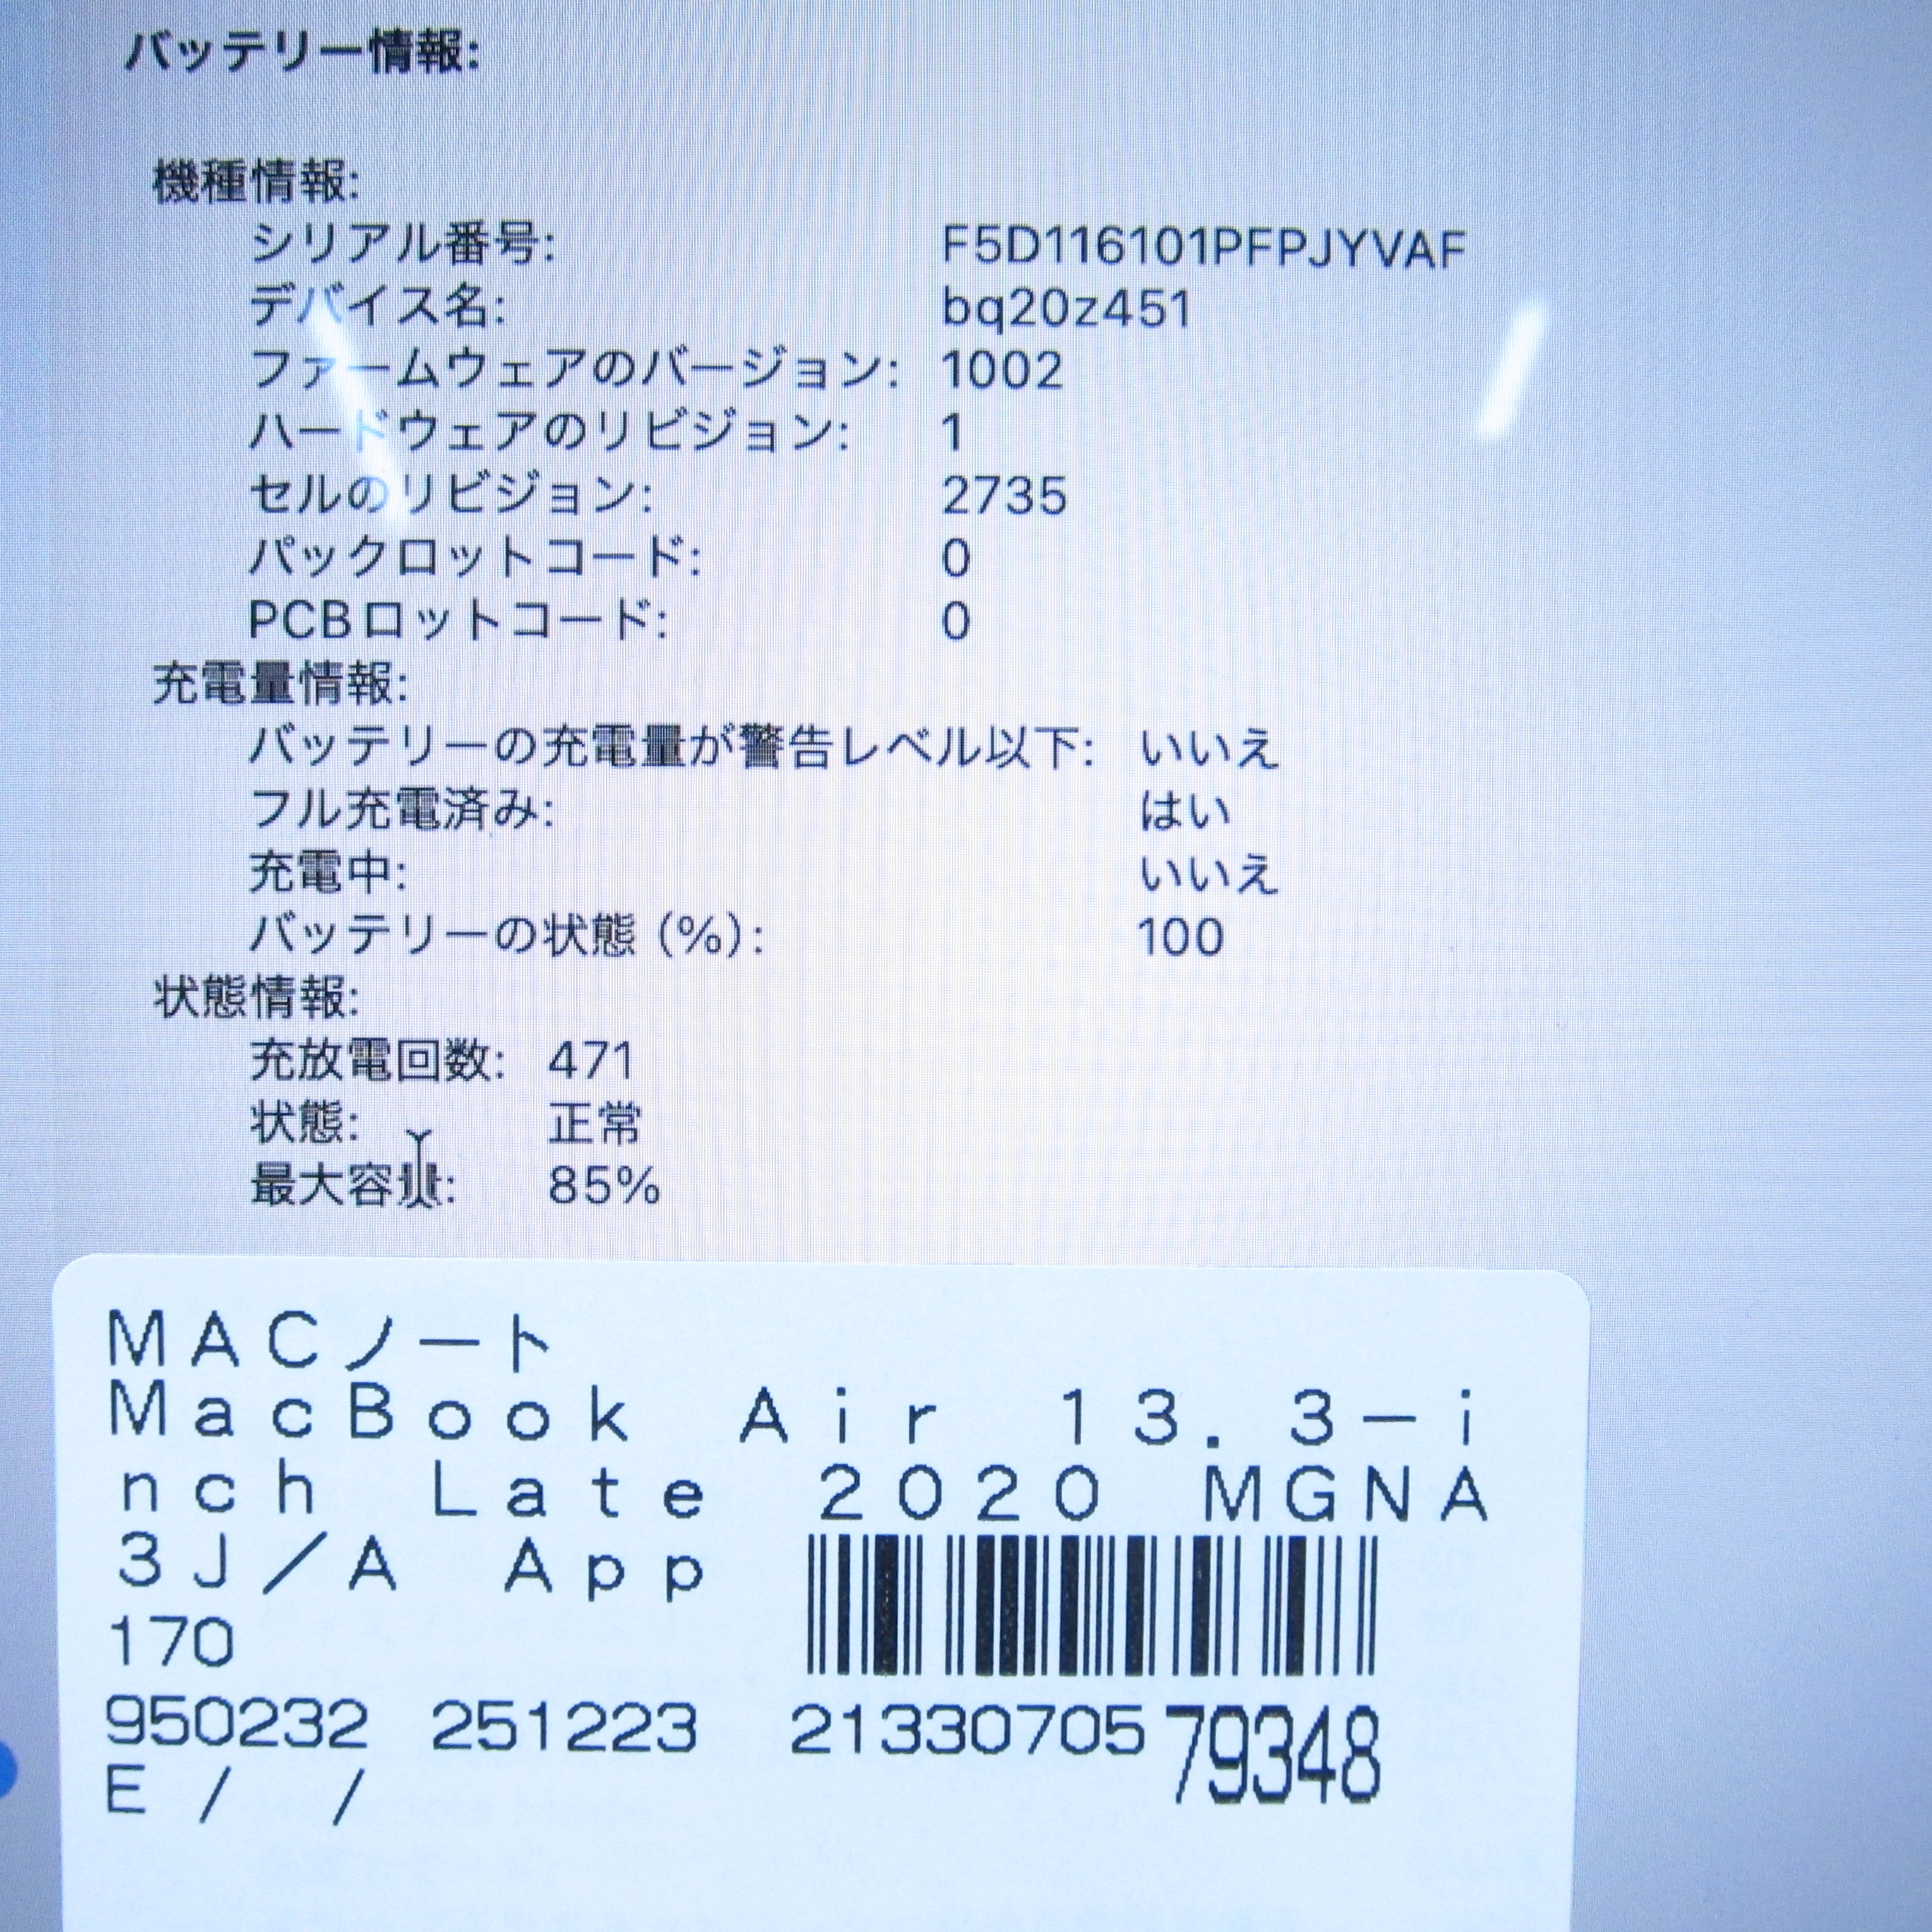 バッテリー情報:
機種情報:
シリアル番号: F5D116101PFPJYVAF
デバイス名: bq20z451
ファームウェアのバージョン: 1002
ハードウェアのリビジョン: 1
セルのリビジョン: 2735
パックロットコード: 0
PCBロットコード: 0
充電量情報:
バッテリーの充電量が警告レベル以下: いいえ
フル充電済み: はい
充電中: いいえ
バッテリーの状態（%）: 100
状態情報:
充放電回数: 471
状態: 正常
最大容量: 85%
MACノート
MacBook Air 13.3-i
nch Late 2020 MGNA
3J/A App
170
950232 251223 2133070579348
E / /